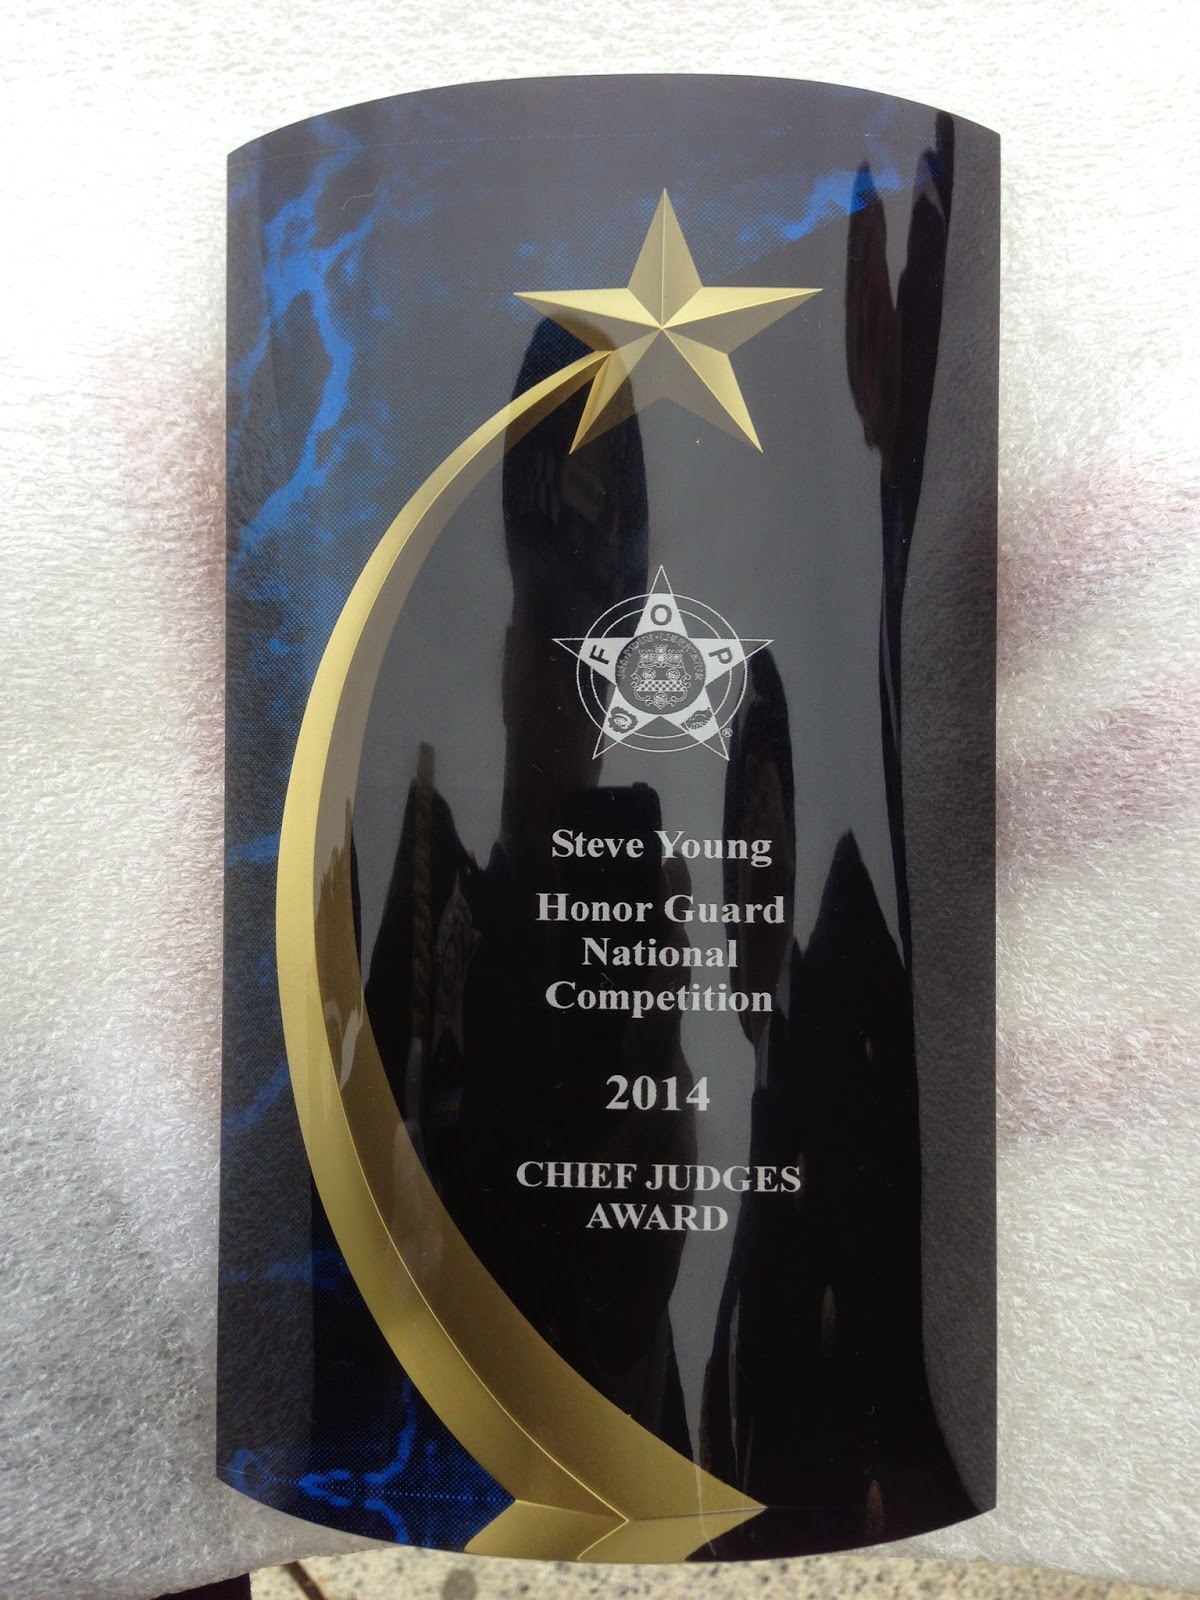 O
F P
®
Steve Young
Honor Guard
National
Competition
2014
CHIEF JUDGES
AWARD